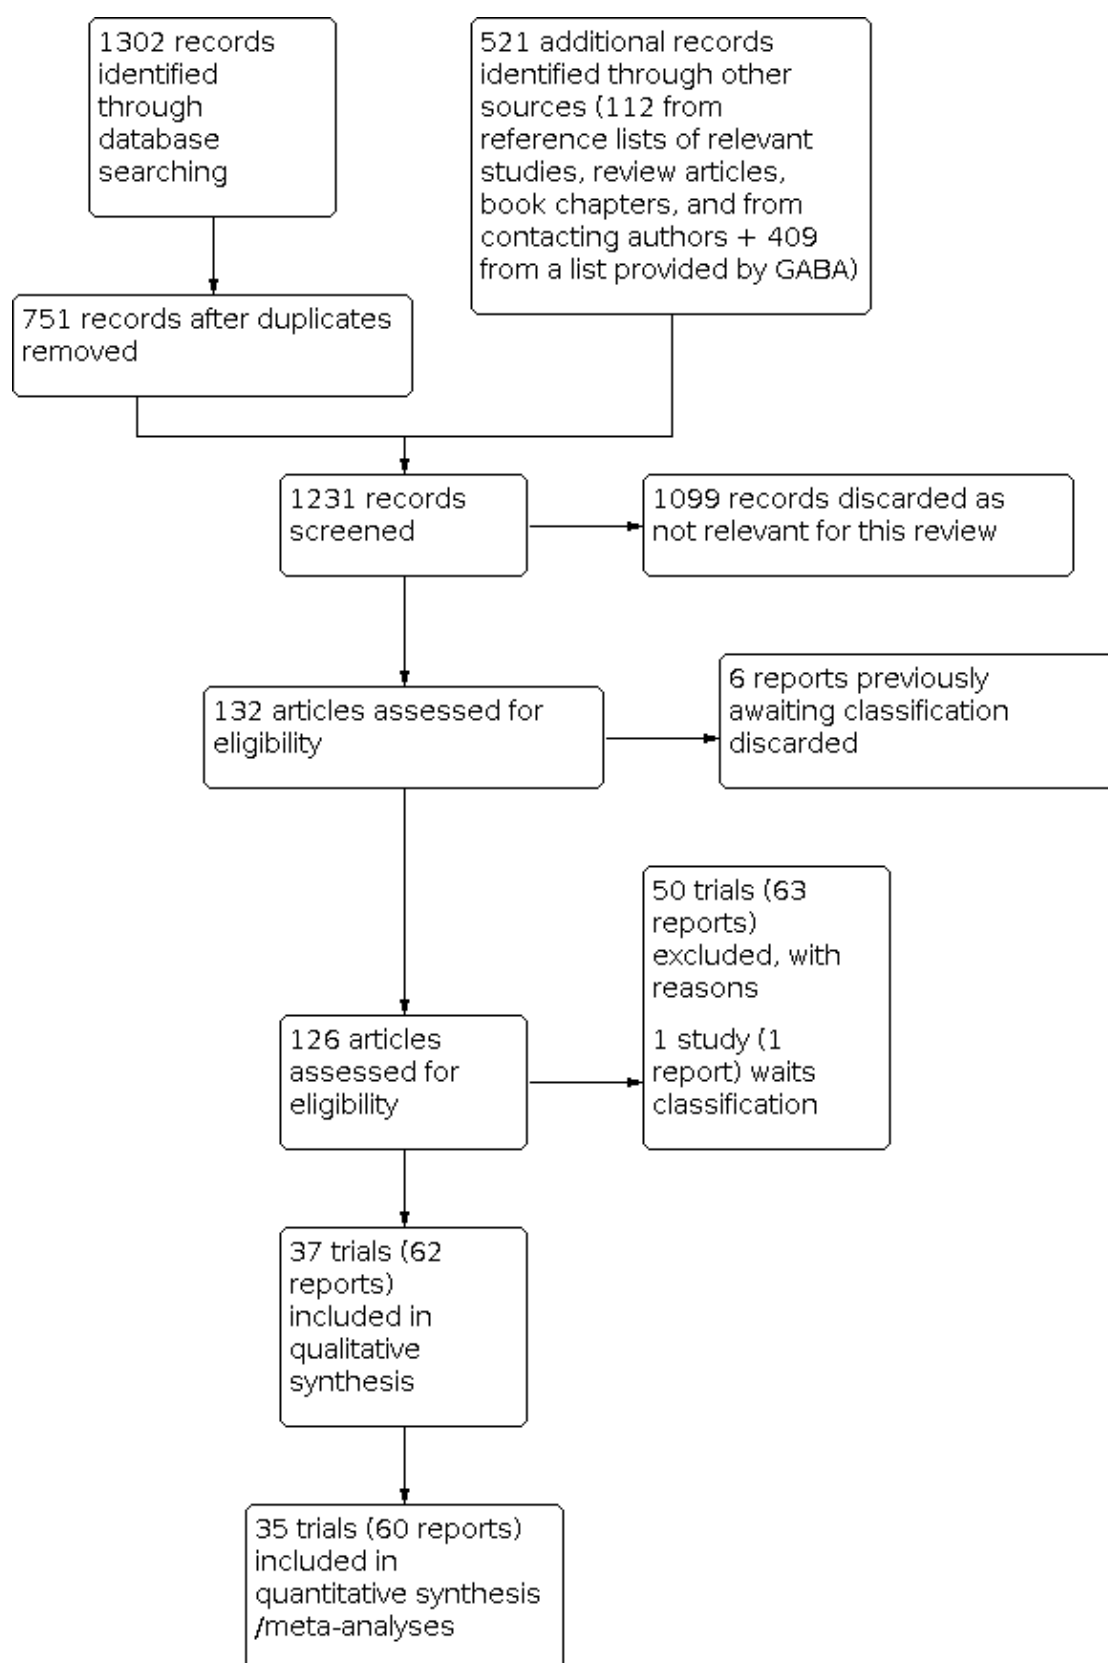 1302 records
identified
through
database
searching
521 additional records
identified through other
sources (112 from
reference lists of relevant
studies, review articles,
book chapters, and from
contacting authors + 409
from a list provided by GABA)
751 records after duplicates
removed
1231 records
screened
1099 records discarded as
not relevant for this review
132 articles assessed for
eligibility
6 reports previously
awaiting classification
discarded
50 trials (63
reports)
excluded, with
reasons
1 study (1
report) waits
classification
126 articles
assessed for
eligibility
37 trials (62
reports)
included in
qualitative
synthesis
35 trials (60 reports)
included in
quantitative synthesis
/meta-analyses